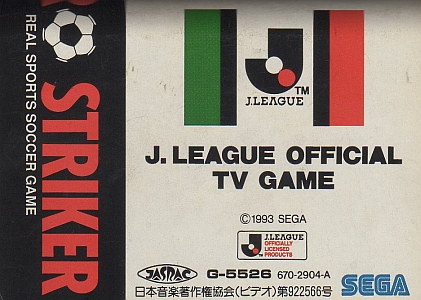 REAL SPORTS SOCCER GAME
STRIKER
TM
J.LEAGUE
J. LEAGUE OFFICIAL
TV GAME
©1993 SEGA
J.LEAGUE
OFFICIALLY
LICENSED
PRODUCTS
JASRAC
G-5526 670-2904-A
日本音楽著作権協会(ビデオ)第922566号
SEGA